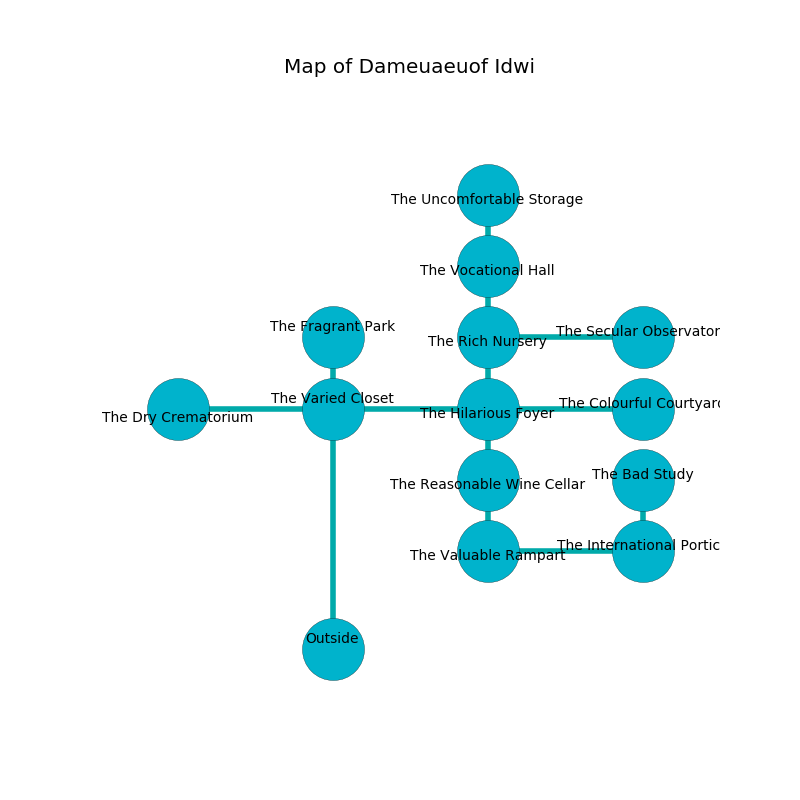 Map of Dameuaeuof Idwi
The Uncomfortable Storage
The Vocational Hall
The Fragrant Park
The Secular Observator
The Rich Nursery
The Varied Closet
The Colourful Courtyard
The Hilarious Foyer
The Dry Crematorium
The Bad Study
The Reasonable Wine Cellar
The International Portic
The Valuable Rampart
Outside